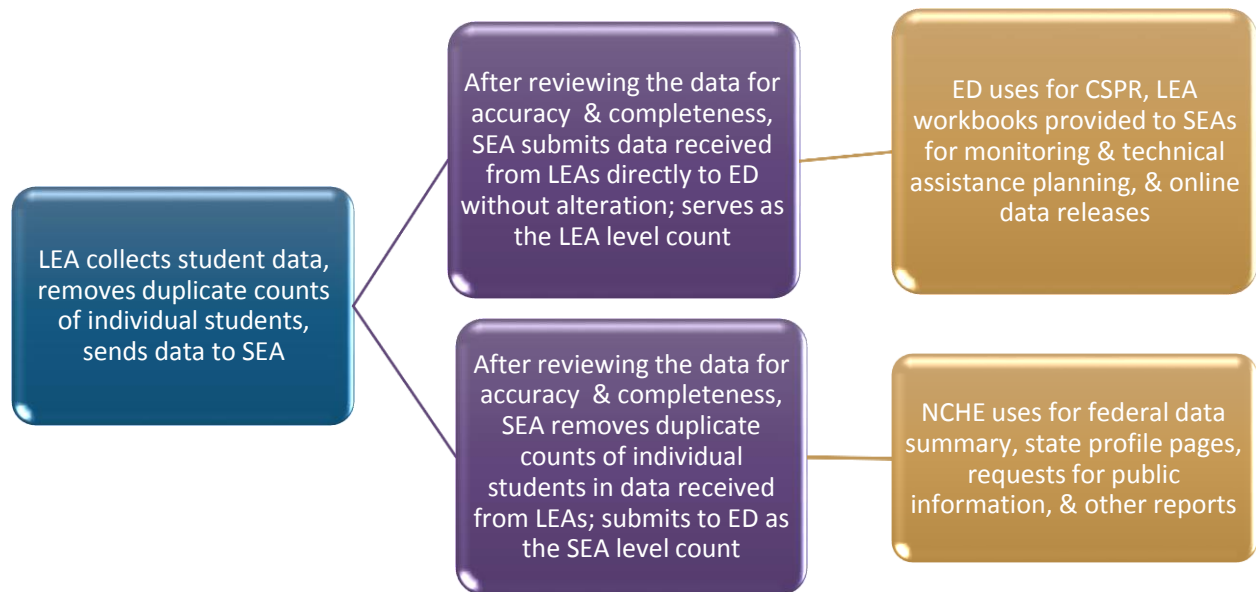 LEA collects student data,
removes duplicate counts
of individual students,
sends data to SEA
After reviewing the data for
accuracy & completeness,
SEA submits data received
from LEAs directly to ED
without alteration; serves as
the LEA level count
ED uses for CSPR, LEA
workbooks provided to SEAs
for monitoring & technical
assistance planning, & online
data releases
After reviewing the data for
accuracy & completeness,
SEA removes duplicate
counts of individual
students in data received
from LEAs; submits to ED as
the SEA level count
NCHE uses for federal data
summary, state profile pages,
requests for public
information, & other reports